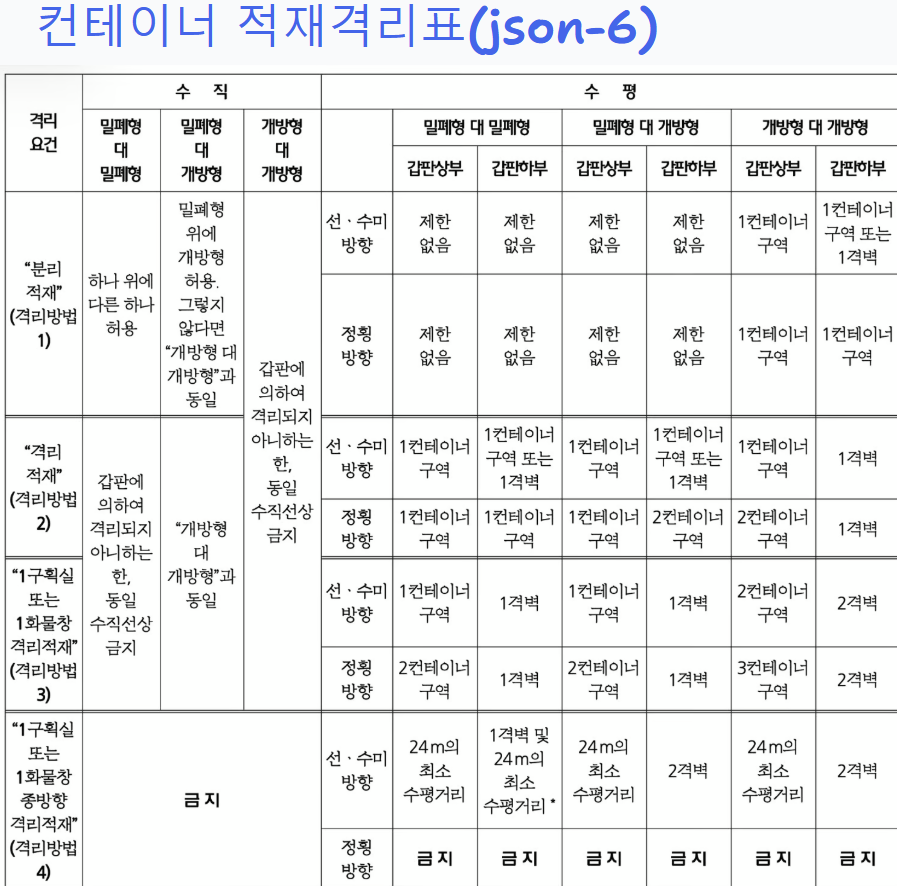 컨테이너 적재격리표(json-6)
격리
요건
수 직
수 평
밀폐형
대
밀폐형
밀폐형
대
개방형
개방형
대
개방형
밀폐형 대 밀폐형
밀폐형 대 개방형
개방형 대 개방형
갑판상부
갑판하부
갑판상부
갑판하부
갑판상부
갑판하부
“분리
적재”
(격리방법
1)
하나 위에
다른 하나
허용
밀폐형
위에
개방형
허용.
그렇지
않다면
“개방형 대
개방형”과
동일
갑판에
의하여
격리되지
아니하는
한,
동일
수직선상
금지
선 · 수미
방향
제한
없음
제한
없음
제한
없음
제한
없음
1컨테이너
구역
1컨테이너
구역 또는
1격벽
정횡
방향
제한
없음
제한
없음
제한
없음
제한
없음
1컨테이너
구역
1컨테이너
구역
“격리
적재”
(격리방법
2)
갑판에
의하여
격리되지
아니하는
한,
동일
수직선상
금지
“개방형
대
개방형”과
동일
선 · 수미
방향
1컨테이너
구역
1컨테이너
구역 또는
1격벽
1컨테이너
구역
1컨테이너
구역 또는
1격벽
1컨테이너
구역
1격벽
정횡
방향
1컨테이너
구역
1컨테이너
구역
1컨테이너
구역
2컨테이너
구역
2컨테이너
구역
1격벽
“1구획실
또는
1화물창
격리적재”
(격리방법
3)
선 · 수미
방향
1컨테이너
구역
1격벽
1컨테이너
구역
1격벽
2컨테이너
구역
2격벽
정횡
방향
2컨테이너
구역
1격벽
2컨테이너
구역
1격벽
3컨테이너
구역
2격벽
“1구획실
또는
1화물창
종방향
격리적재”
(격리방법
4)
금 지
선 · 수미
방향
24m의
최소
수평거리
1격벽 및
24m의
최소
수평거리 *
24m의
최소
수평거리
2격벽
24m의
최소
수평거리
2격벽
정횡
방향
금 지
금 지
금 지
금 지
금 지
금 지